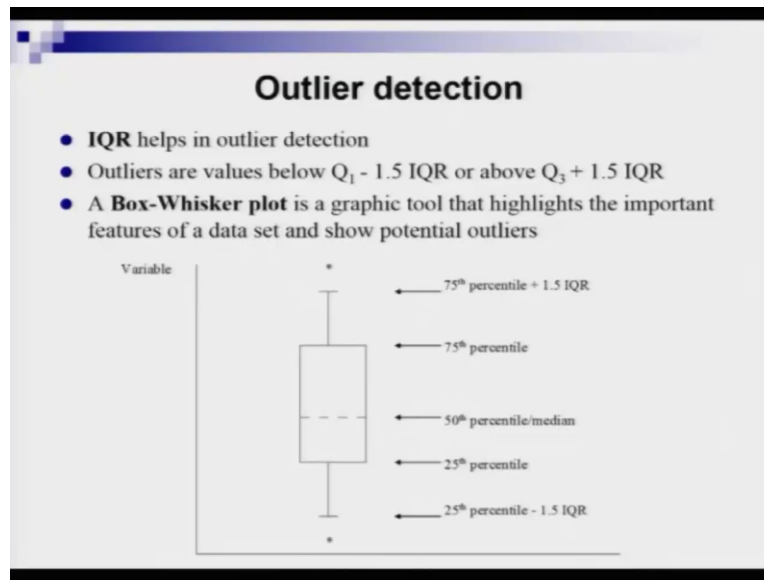 Outlier detection
IQR helps in outlier detection
Outliers are values below Q₁ - 1.5 IQR or above Q₃ + 1.5 IQR
A Box-Whisker plot is a graphic tool that highlights the important
features of a data set and show potential outliers
Variable
*
75th percentile + 1.5 IQR
75th percentile
50th percentile/median
25th percentile
25th percentile - 1.5 IQR
*